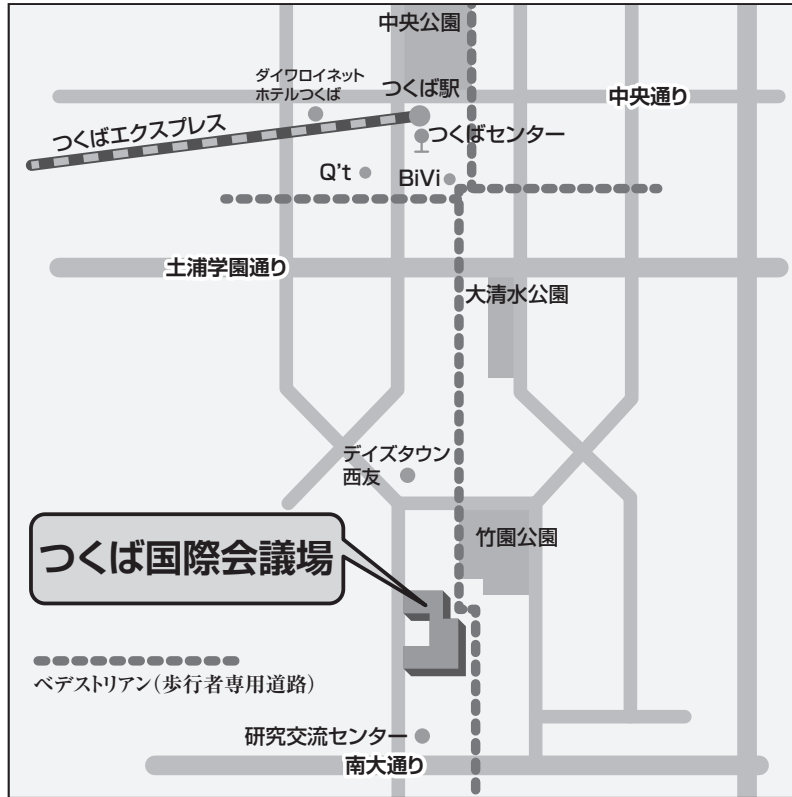 中央公園
ダイワロイネット
ホテルつくば
つくば駅
中央通り
つくばエクスプレス
つくばセンター
Q't
BiVi
土浦学園通り
大清水公園
デイズタウン
西友
竹園公園
つくば国際会議場
ペデストリアン(歩行者専用道路)
研究交流センター
南大通り